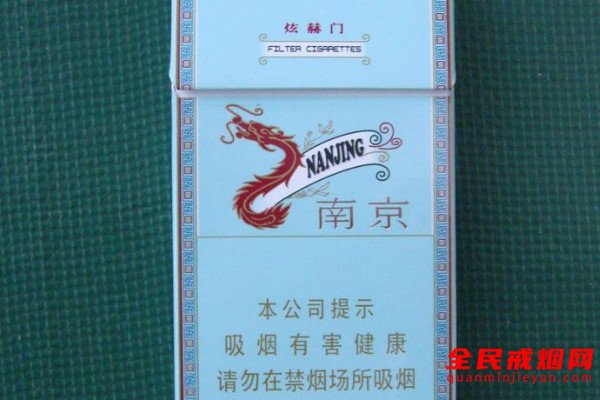 炫赫门
FILTER CIGARETTES
NANJING
南京
本公司提示
吸烟有害健康
请勿在禁烟场所吸烟
全民戒烟网
quanminjieyan.com